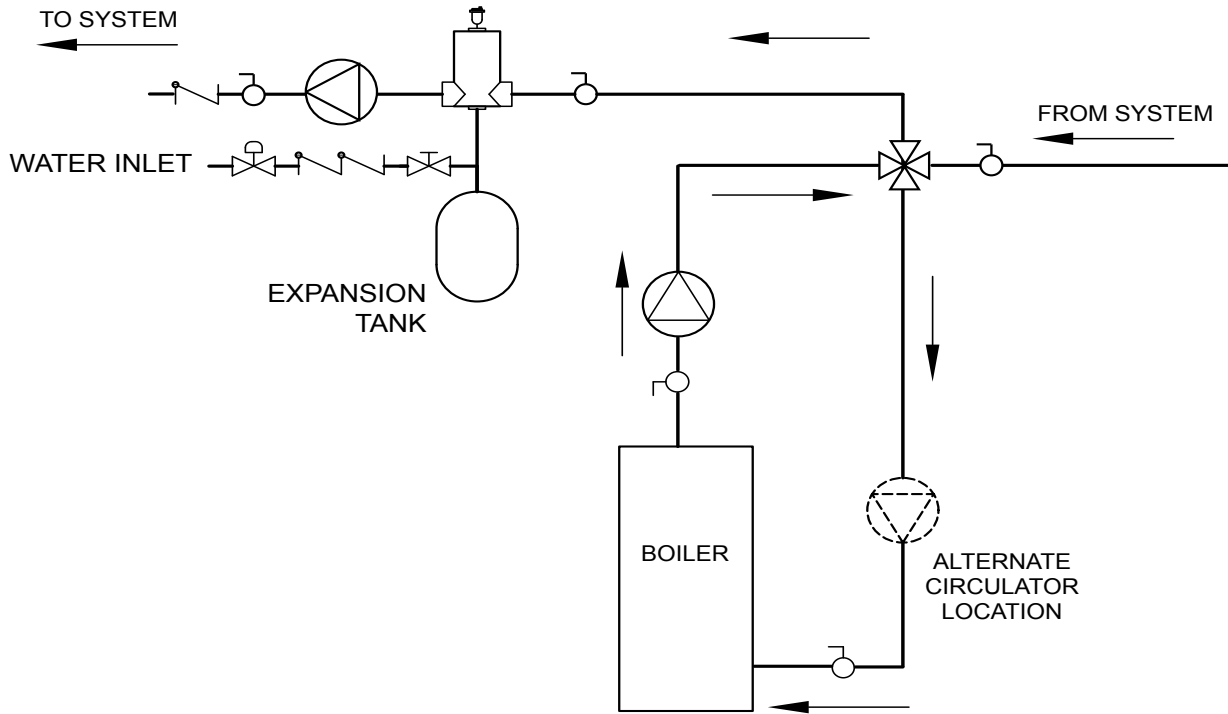 TO SYSTEM
FROM SYSTEM
WATER INLET
EXPANSION
TANK
BOILER
ALTERNATE
CIRCULATOR
LOCATION